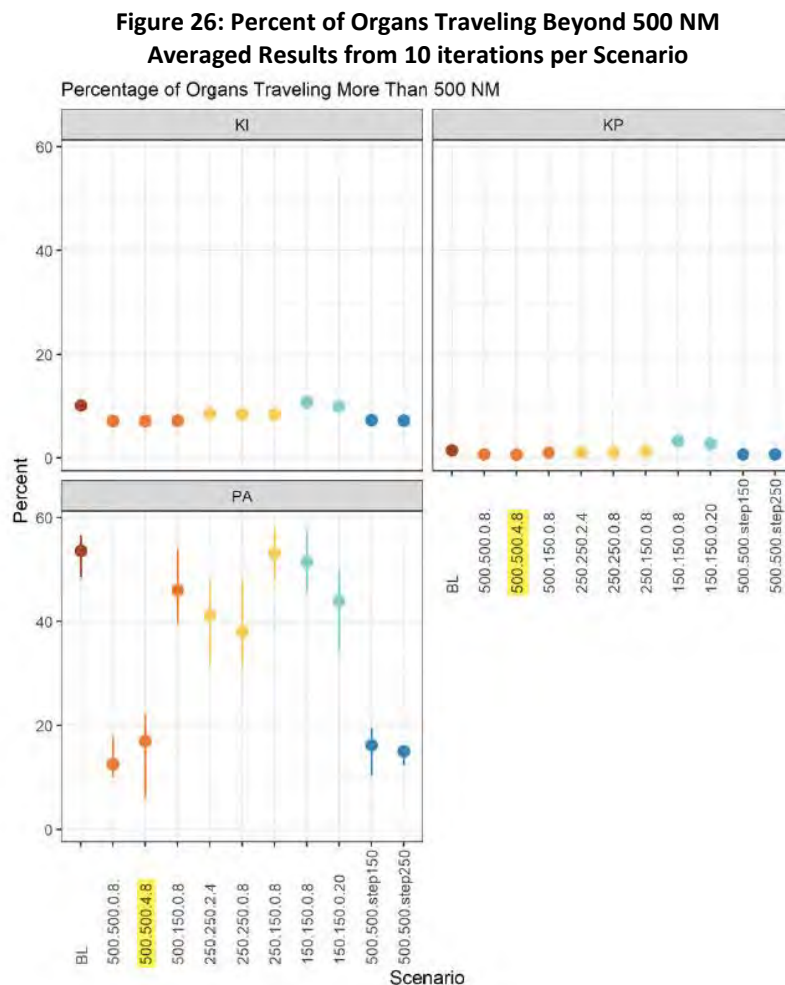 Figure 26: Percent of Organs Traveling Beyond 500 NM
Averaged Results from 10 iterations per Scenario
Percentage of Organs Traveling More Than 500 NM
KI
KP
60
40
20
0
PA
60
40
20
0
Percent
BL
500.500.0.8.
500.500.4.8
500.150.0.8
250.250.2.4
250.250.0.8
250.150.0.8
150.150.0.8
150.150.0.20
500.500.step150
500.500.step250
BL
500.500.0.8.
500.500.4.8
500.150.0.8
250.250.2.4
250.250.0.8
250.150.0.8
150.150.0.8
150.150.0.20
500.500.step150
500.500.step250
Scenario